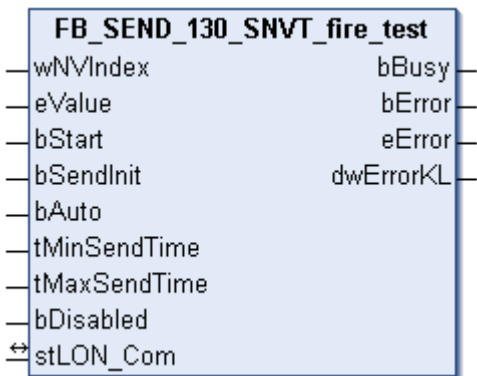 FB_SEND_130_SNVT_fire_test
wNVIndex bBusy
eValue bError
bStart eError
bSendInit dwErrorKL
bAuto
tMinSendTime
tMaxSendTime
bDisabled
stLON_Com